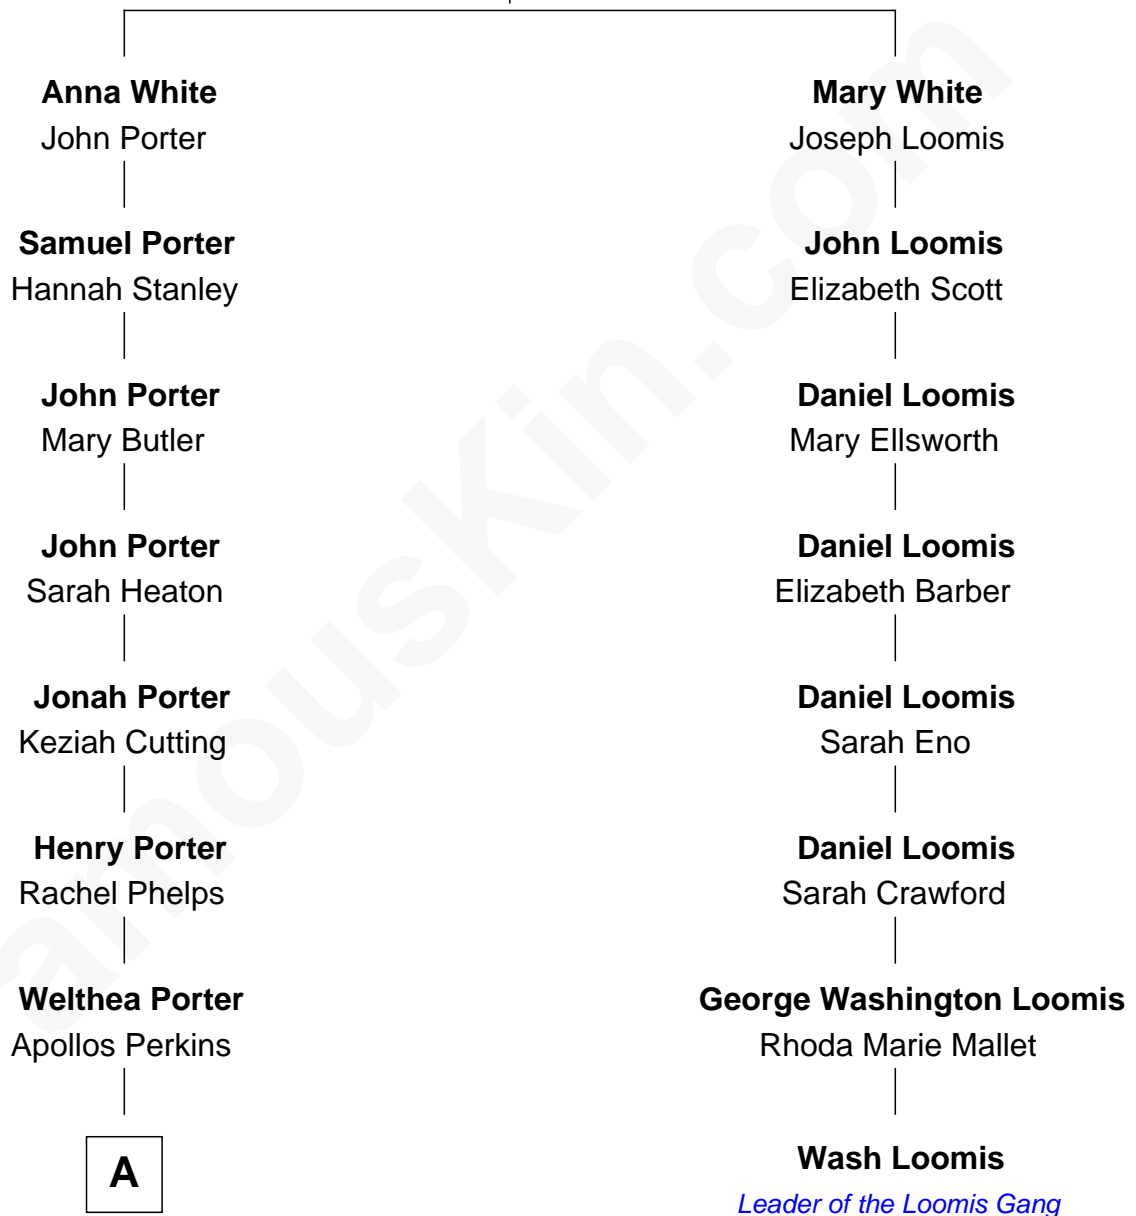 Anna White
John Porter
Samuel Porter
Hannah Stanley
John Porter
Mary Butler
John Porter
Sarah Heaton
Jonah Porter
Keziah Cutting
Henry Porter
Rachel Phelps
Welthea Porter
Apollos Perkins
A
Mary White
Joseph Loomis
John Loomis
Elizabeth Scott
Daniel Loomis
Mary Ellsworth
Daniel Loomis
Elizabeth Barber
Daniel Loomis
Sarah Eno
Daniel Loomis
Sarah Crawford
George Washington Loomis
Rhoda Marie Mallet
Wash Loomis
Leader of the Loomis Gang
amousKin.com